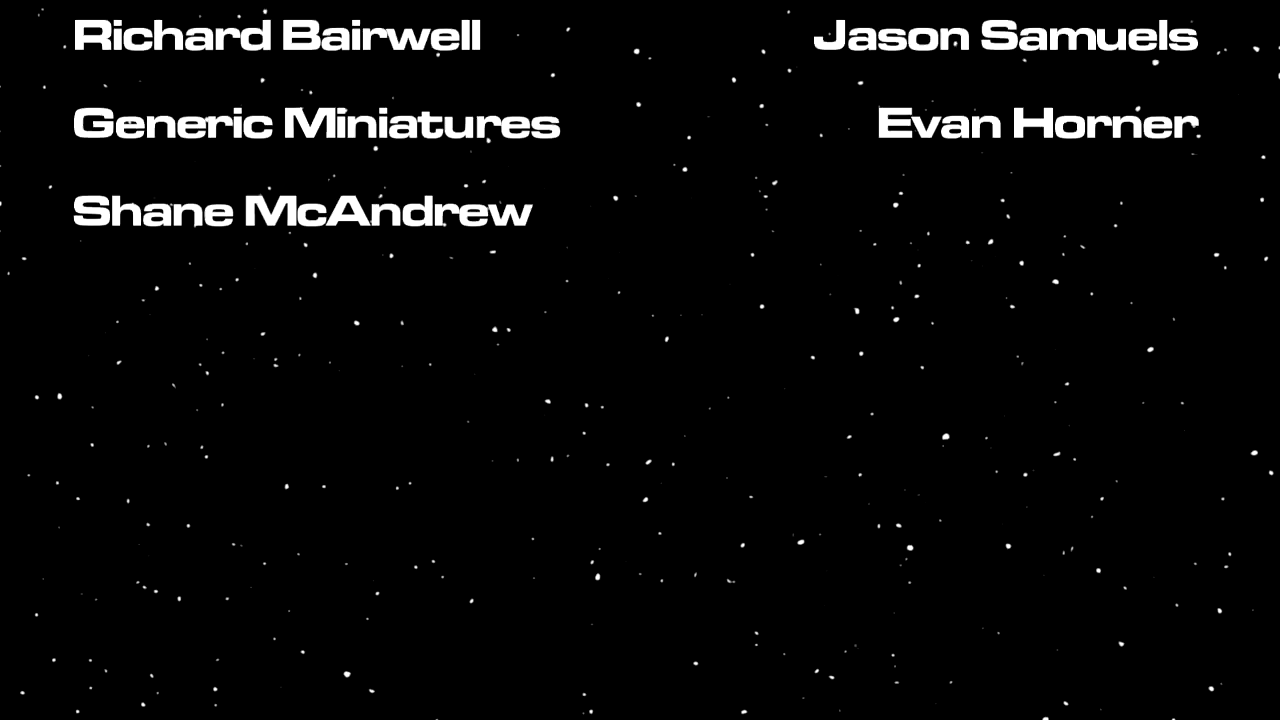 Richard Bairwell
Jason Samuels
Generic Miniatures
Evan Horner
Shane McAndrew